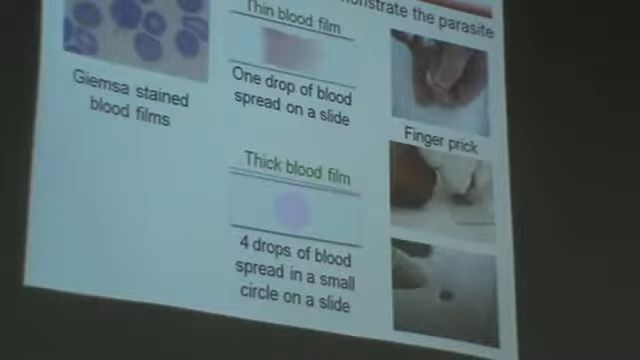 the parasite
Thin blood film
One drop of blood
spread on a slide
Giemsa stained
blood films
Finger prick
Thick blood film
4 drops of blood
spread in a small
circle on a slide